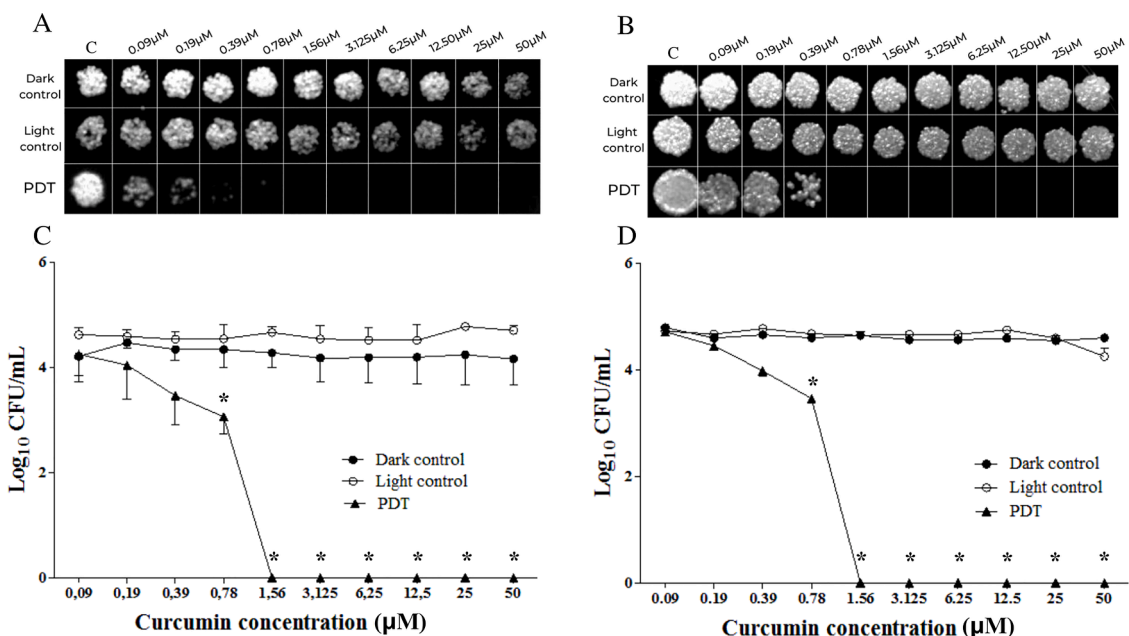 A
C 0.09µM 0.19µM 0.39µM 0.78µM 1.56µM 3.125µM 6.25µM 12.50µM 25µM 50µM
Dark
control
Light
control
PDT
B
C 0.09µM 0.19µM 0.39µM 0.78µM 1.56µM 3.125µM 6.25µM 12.50µM 25µM 50µM
Dark
control
Light
control
PDT
C
Log10 CFU/mL
6
4
2
0
* * * * * * *
Dark control
Light control
PDT
0,09 0,19 0,39 0,78 1,56 3,125 6,25 12,5 25 50
Curcumin concentration (µM)
D
Log10 CFU/mL
6
4
2
0
* * * * * * *
Dark control
Light control
PDT
0.09 0.19 0.39 0.78 1.56 3.125 6.25 12.5 25 50
Curcumin concentration (µM)